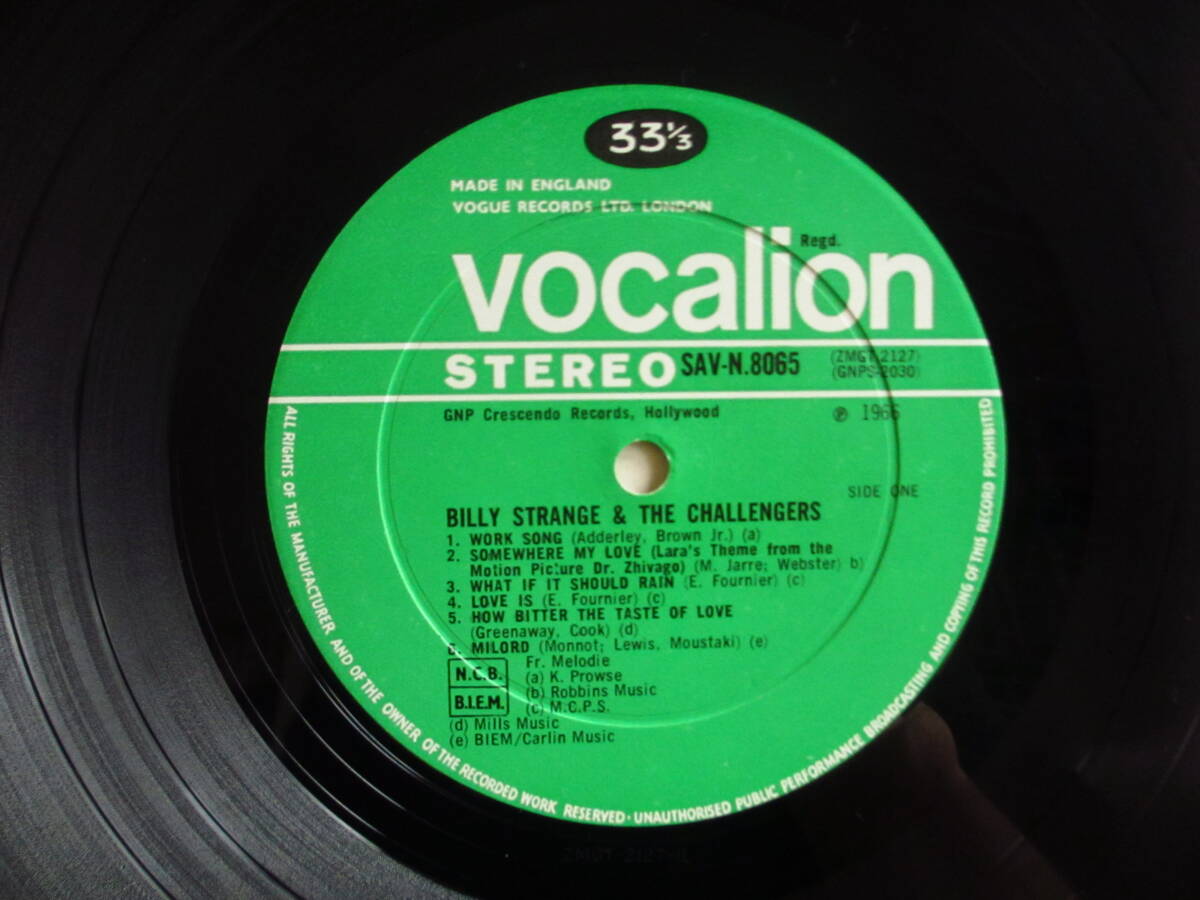 33⅓
MADE IN ENGLAND
VOGUE RECORDS LTD. LONDON
Regd.
vocalion
STEREO SAV-N.8065 (ZMGT 2127)
(GNPS 2030)
GNP Crescendo Records, Hollywood ℗ 1966
SIDE ONE
BILLY STRANGE & THE CHALLENGERS
1. WORK SONG (Adderley, Brown Jr.) (a)
2. SOMEWHERE MY LOVE (Lara's Theme from the
Motion Picture Dr. Zhivago) (M. Jarre; Webster) b)
3. WHAT IF IT SHOULD RAIN (E. Fournier) (c)
4. LOVE IS (E. Fournier) (c)
5. HOW BITTER THE TASTE OF LOVE
(Greenaway, Cook) (d)
6. MILORD (Monnot; Lewis, Moustaki) (e)
Fr. Melodie
N.C.B.
B.I.E.M.
(a) K. Prowse
(b) Robbins Music
(c) M.C.P.S.
(d) Mills Music
(e) BIEM/Carlin Music
ALL RIGHTS OF THE MANUFACTURER AND OF THE OWNER OF THE RECORDED WORK RESERVED · UNAUTHORISED PUBLIC PERFORMANCE BROADCASTING AND COPYING OF THIS RECORD PROHIBITED